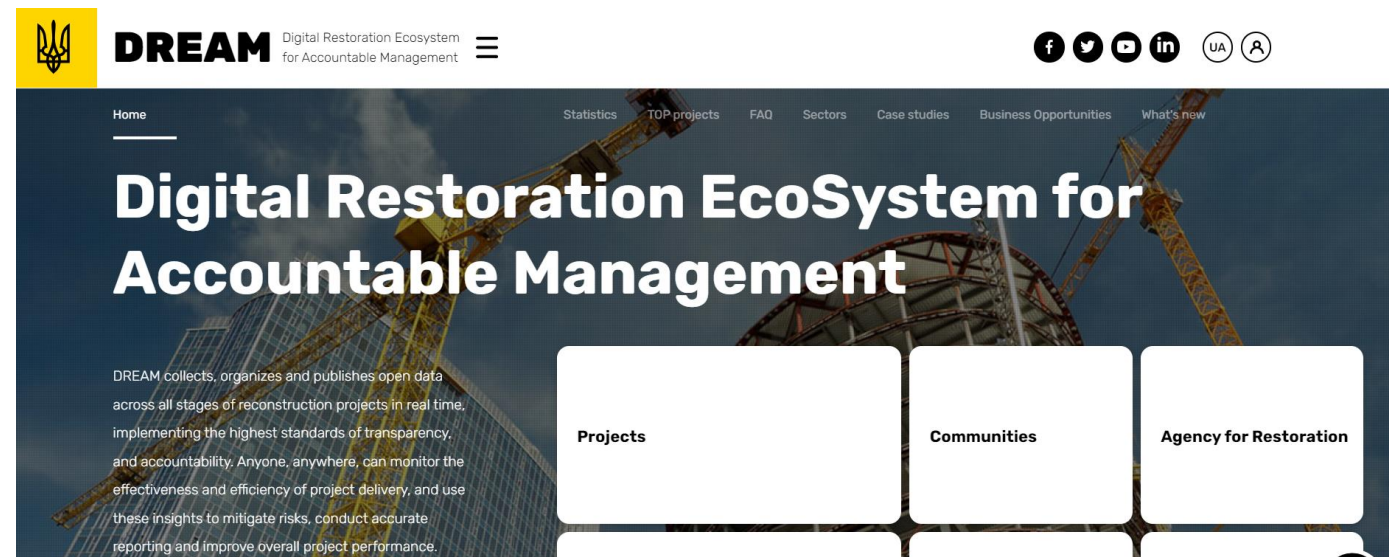 DREAM
Digital Restoration Ecosystem
for Accountable Management
UA
Home
Statistics
TOP projects
FAQ
Sectors
Case studies
Business Opportunities
What's new
Digital Restoration EcoSystem for
Accountable Management
DREAM collects, organizes and publishes open data
across all stages of reconstruction projects in real time,
implementing the highest standards of transparency,
and accountability. Anyone, anywhere, can monitor the
effectiveness and efficiency of project delivery, and use
these insights to mitigate risks, conduct accurate
reporting and improve overall project performance.
Projects
Communities
Agency for Restoration